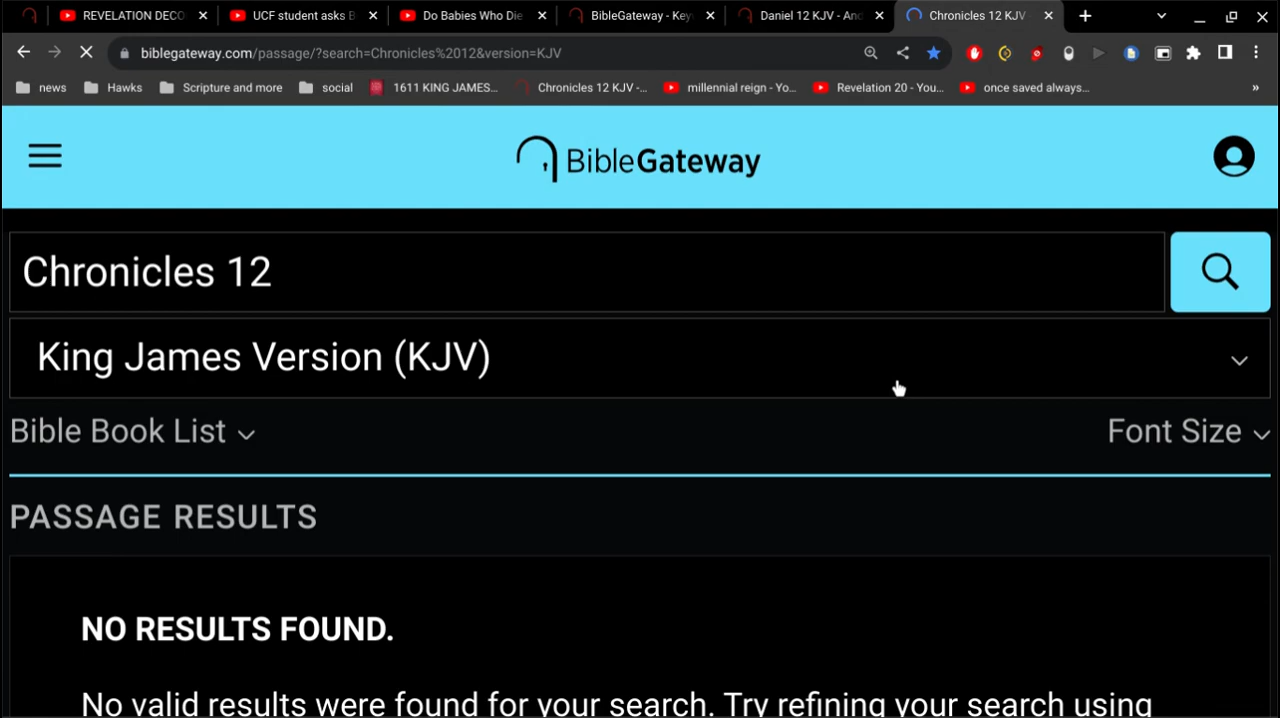 REVELATION DECO
UCF student asks B
Do Babies Who Die
BibleGateway - Key
Daniel 12 KJV - And
Chronicles 12 KJV
biblegateway.com/passage/?search=Chronicles%2012&version=KJV
news
Hawks
Scripture and more
social
1611 KING JAMES...
Chronicles 12 KJV -...
millennial reign - Yo...
Revelation 20 - You...
once saved always...
»
BibleGateway
Chronicles 12
King James Version (KJV)
Bible Book List
Font Size
PASSAGE RESULTS
NO RESULTS FOUND.
No valid results were found for your search. Try refining your search using